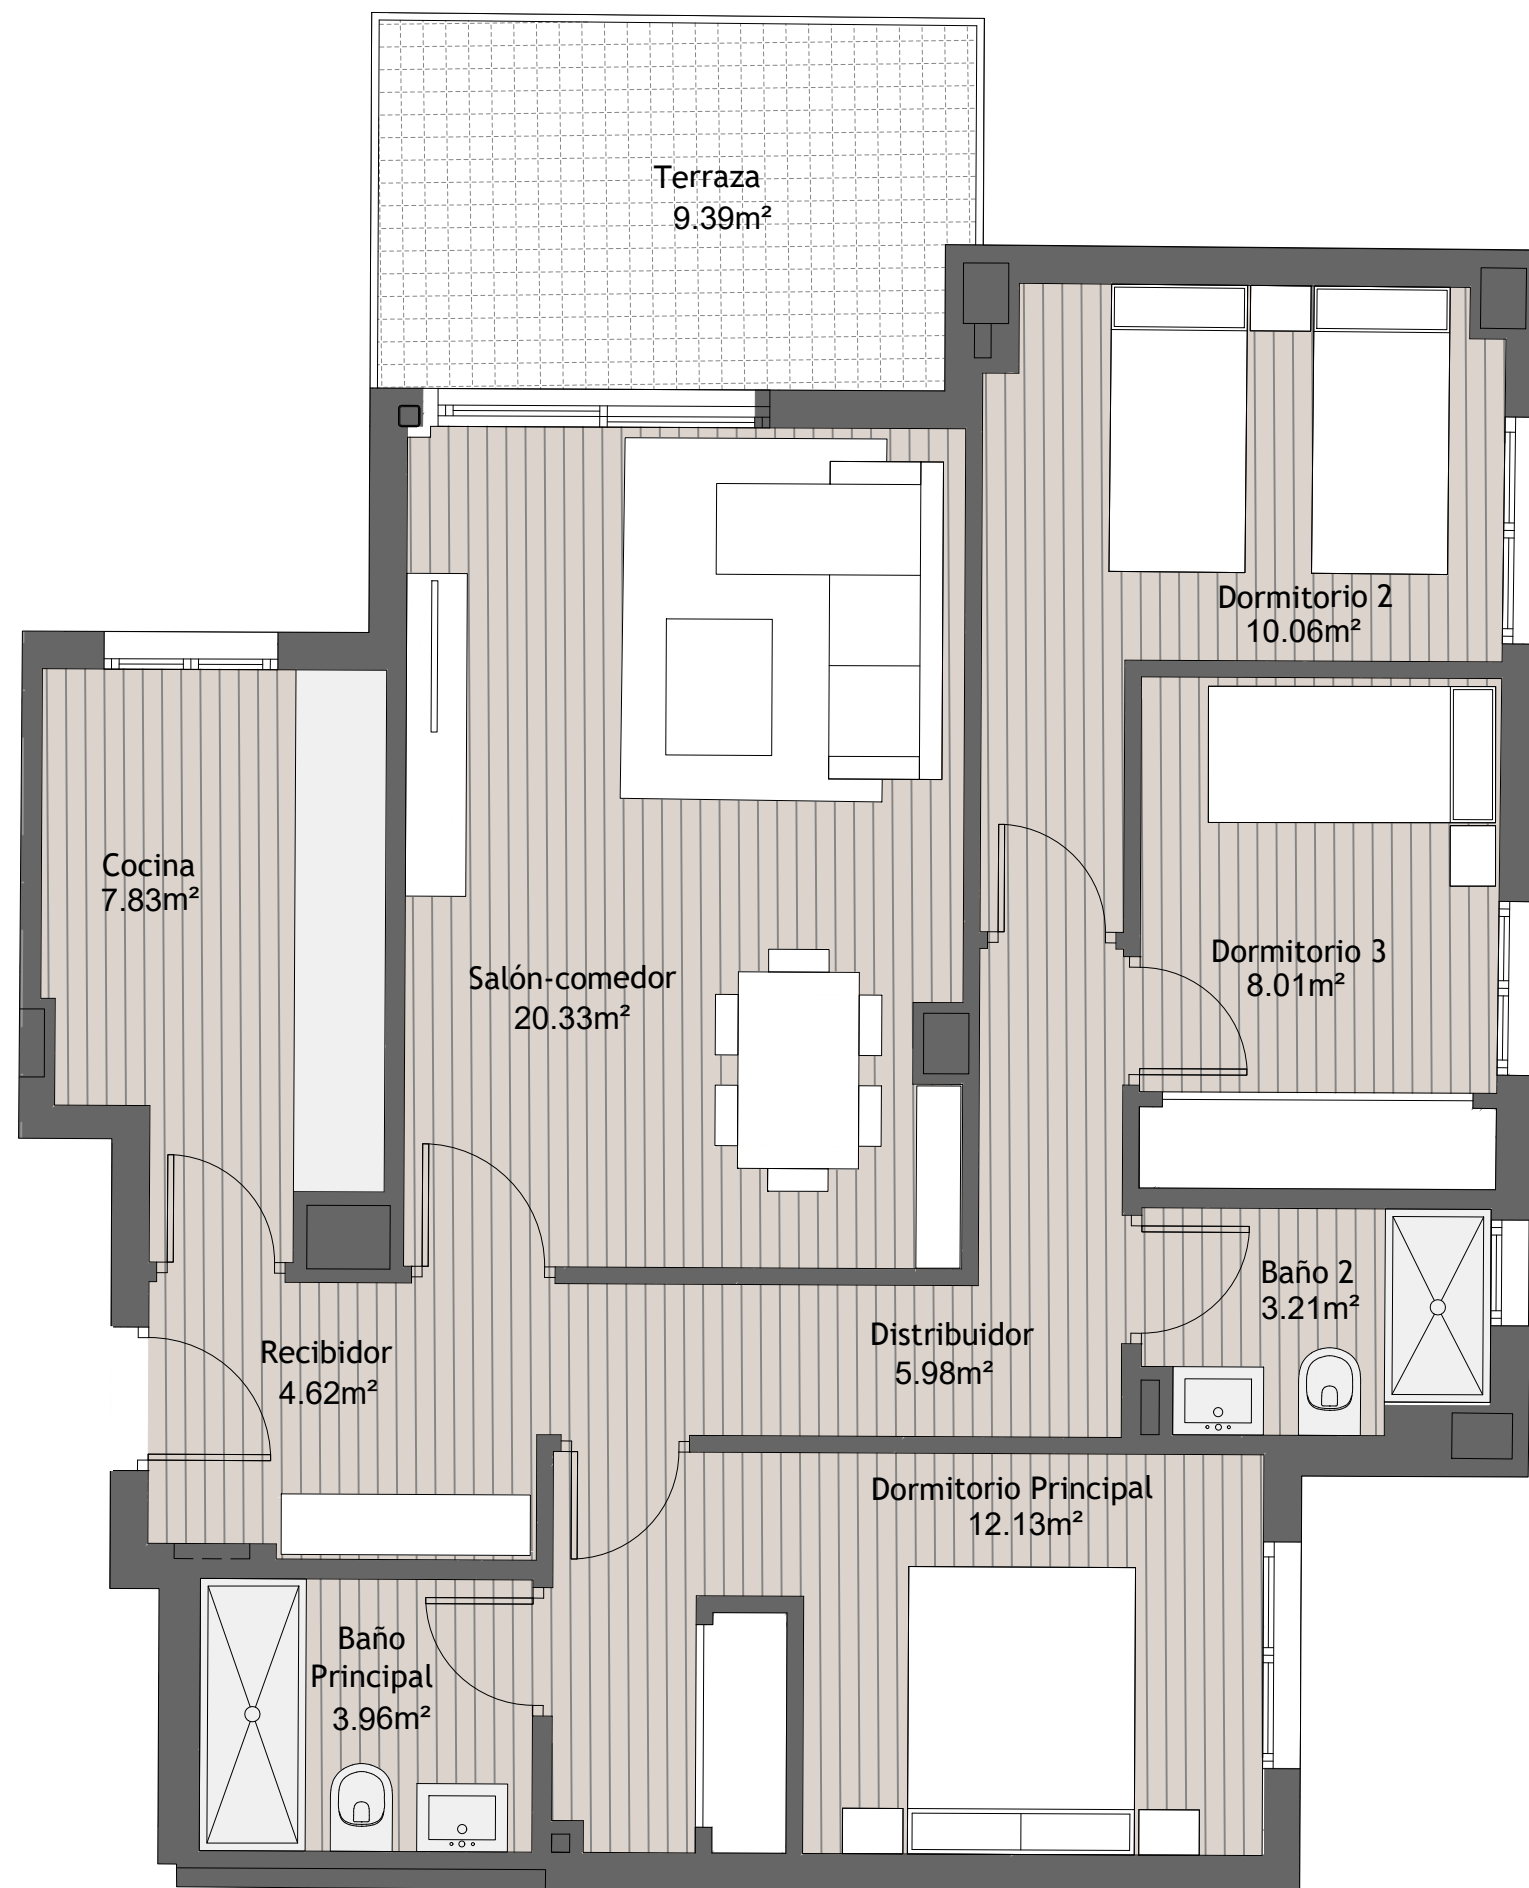 Terraza
9.39m²
Dormitorio 2
10.06m²
Cocina
7.83m²
Salón-comedor
20.33m²
Dormitorio 3
8.01m²
Baño 2
3.21m²
Recibidor
4.62m²
Distribuidor
5.98m²
Dormitorio Principal
12.13m²
Baño
Principal
3.96m²